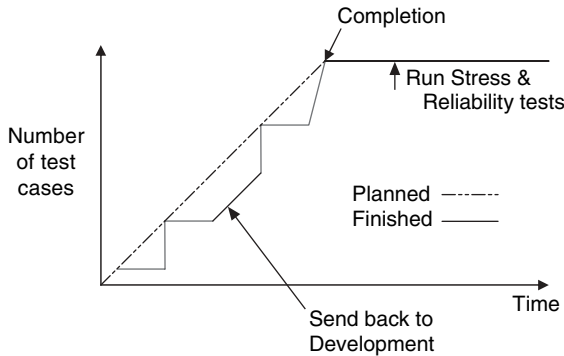 Completion
Run Stress &
Reliability tests
Number
of test
cases
Planned
Finished
Time
Send back to
Development